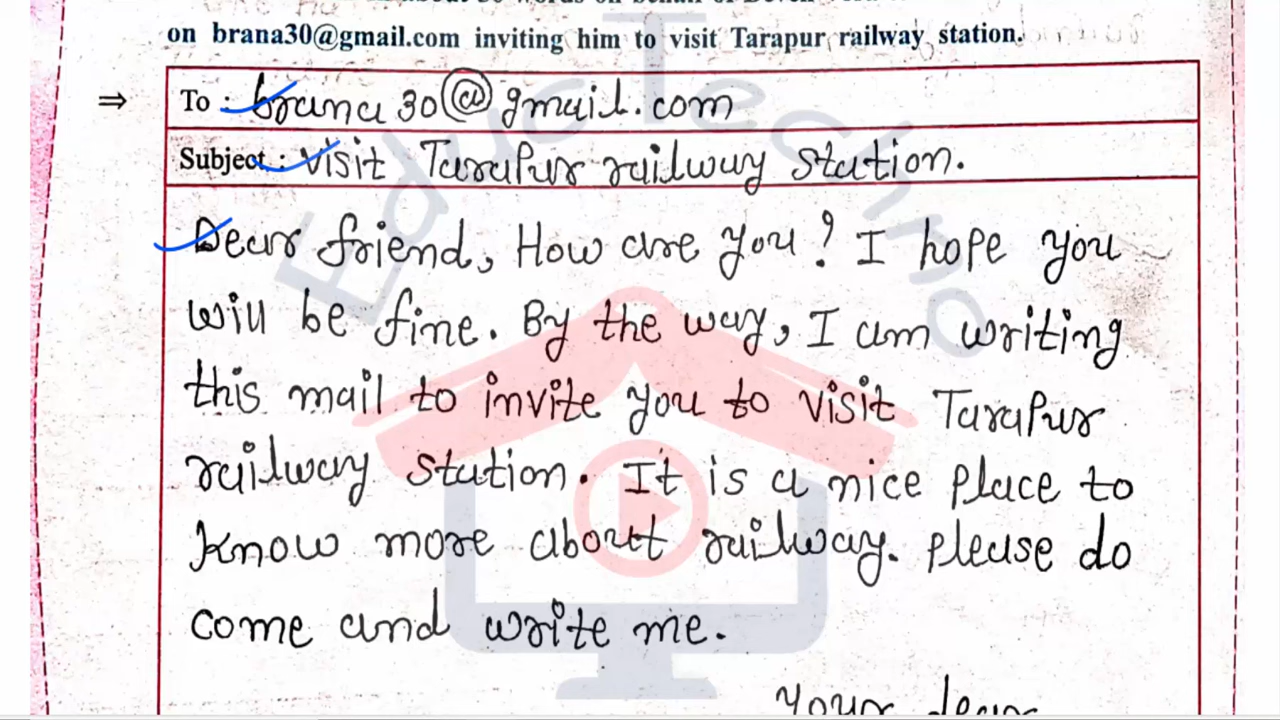 on brana30@gmail.com inviting him to visit Tarapur railway station.
⇒ To : brana30@gmail.com
Subject : Visit Tarapur railway station.
Dear friend, How are you? I hope you
will be fine. By the way, I am writing
this mail to invite you to visit Tarapur
railway station. It is a nice place to
know more about railway. Please do
come and write me.
Your dear
EducTechno